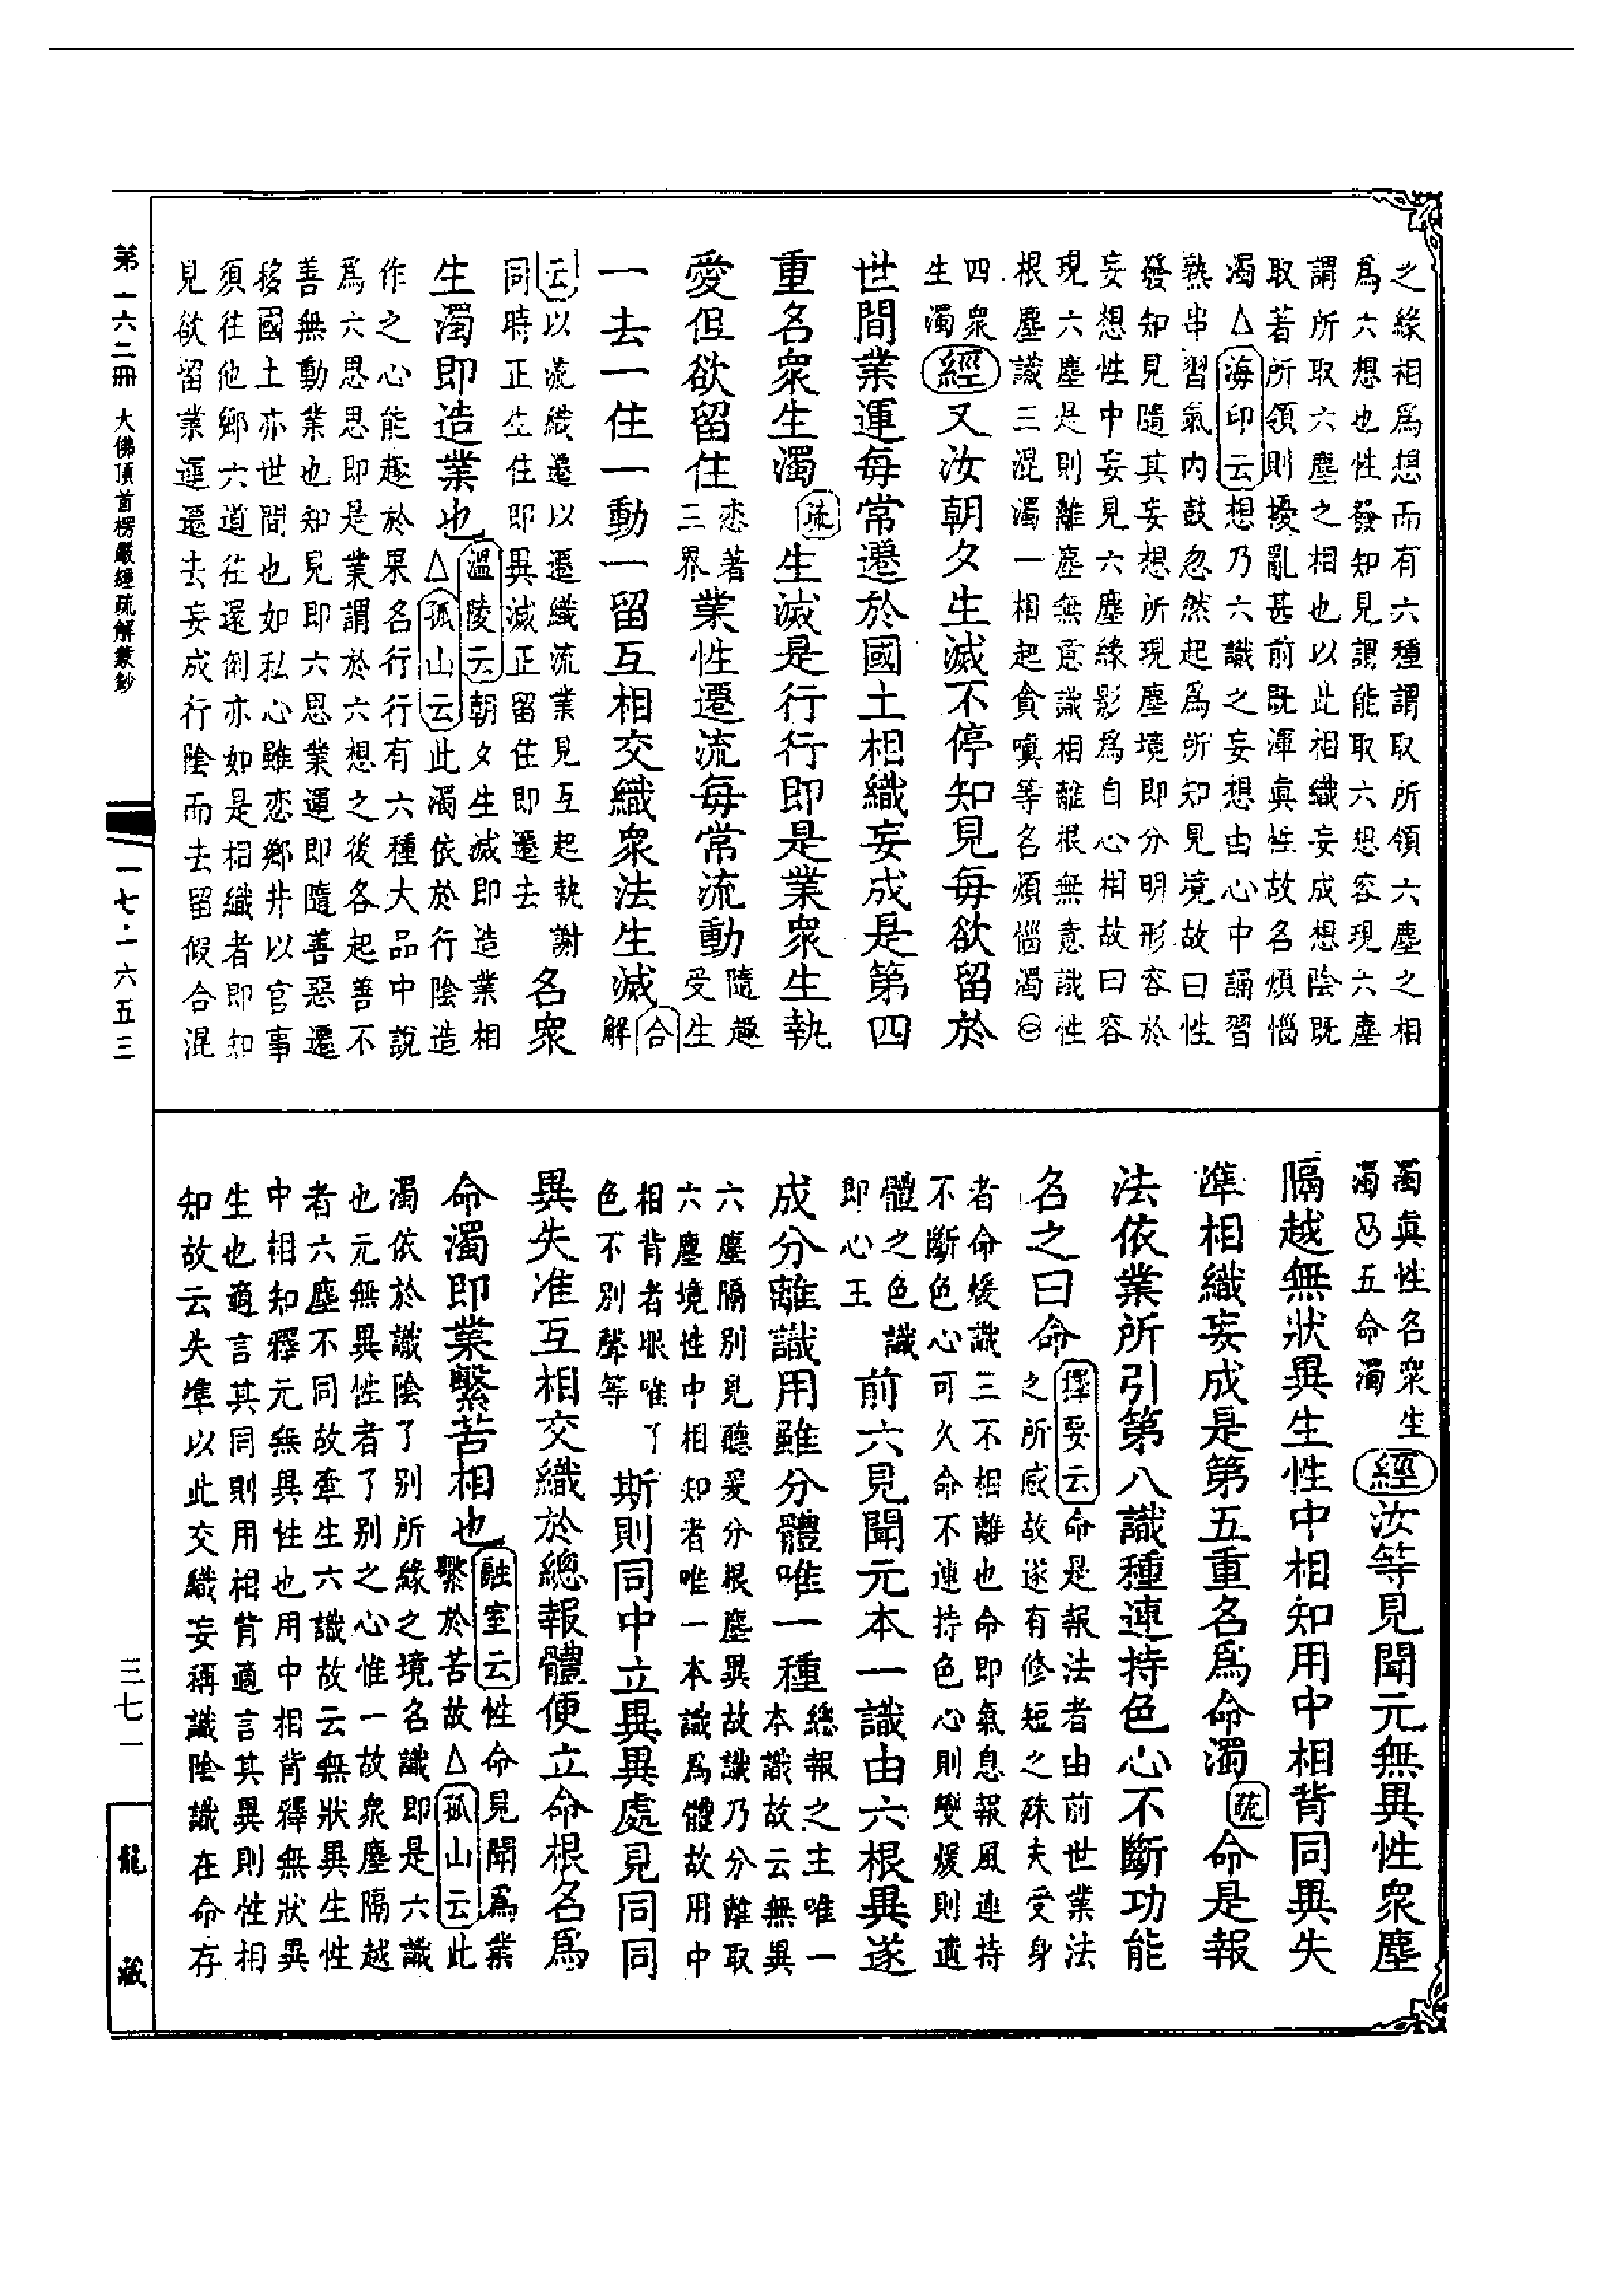 之緣相爲想而有六種謂取所領六塵之相
爲六想也性發知見謂能取六想容現六塵
謂所取六塵之相也以此相織妄成想陰既
取著所領則擾亂甚前既渾眞性故名煩惱
濁△海印云想乃六識之妄想由心中誦習
熟串習氣内鼓忽然起爲所知見境故曰性
發知見隨其妄想所現塵境即分明形容於
妄想性中妄見六塵緣影爲自心相故曰容
現六塵是則離塵無意識相離根無意識性
根塵識三混濁一相起貪嗔等名煩惱濁㊀
四衆
生濁
經又汝朝夕生滅不停知見每欲留於
世間業運每常遷於國土相織妄成是第四
重名衆生濁疏生滅是行行即是業衆生執
愛但欲留住戀著
三界業性遷流每常流動隨趣
受生
一去一住一動一留互相交織衆法生滅合
解
云以流織遷以遷織流業見互起執謝
同時正生住即異滅正留住即遷去名衆
生濁即造業也溫陵云朝夕生滅即造業相
△孤山云此濁依於行陰造
作之心能趣於果名行行有六種大品中說
爲六思思即是業謂於六想之後各起善不
善無動業也知見即六思業運即隨善惡遷
移國土亦世間也如私心雖戀鄉井以官事
須往他鄉六道往還例亦如是相織者即知
見欲留業運遷去妄成行陰而去留假合混
濁眞性名衆生
濁㊁五命濁
經汝等見聞元無異性衆塵
隔越無狀異生性中相知用中相背同異失
準相織妄成是第五重名爲命濁疏命是報
法依業所引第八識種連持色心不斷功能
名之曰命擇要云命是報法者由前世業法
之所感故遂有修短之殊夫受身
者命煖識三不相離也命即氣息報風連持
不斷色心可久命不連持色心則變煖則遺
體之色識
即心王前六見聞元本一識由六根異遂
成分離識用雖分體唯一種總報之主唯一
本識故云無異
六塵隔別見聽爰分根塵異故識乃分離取
六塵境性中相知者唯一本識爲體故用中
相背者眼唯了
色不別聲等斯則同中立異異處見同同
異失准互相交織於總報體便立命根名爲
命濁即業繫苦相也融室云性命見聞爲業
繫於苦故△孤山云此
濁依於識陰了別所緣之境名識即是六識
也元無異性者了別之心惟一故衆塵隔越
者六塵不同故牽生六識故云無狀異生性
中相知釋元無異性也用中相背釋無狀異
生也適言其同則用相背適言其異則性相
知故云失準以此交織妄稱識陰識在命存
第一六二冊　大佛頂首楞嚴經疏解蒙鈔
一七·一六五三
三七一
龍藏